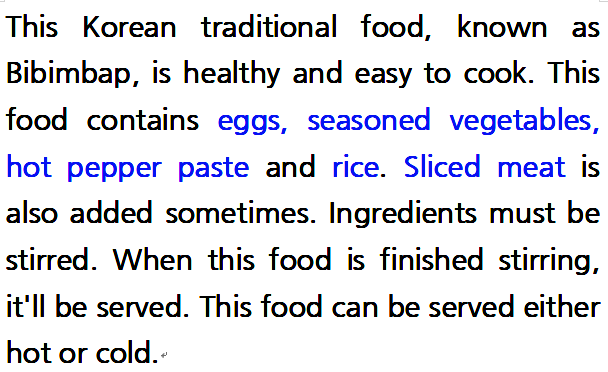 This Korean traditional food, known as
Bibimbap, is healthy and easy to cook. This
food contains eggs, seasoned vegetables,
hot pepper paste and rice. Sliced meat is
also added sometimes. Ingredients must be
stirred. When this food is finished stirring,
it'll be served. This food can be served either
hot or cold.